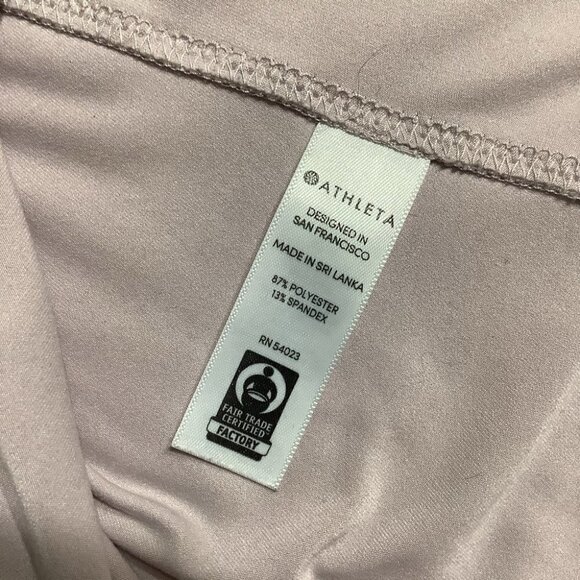 ATHLETA
DESIGNED IN
SAN FRANCISCO
MADE IN SRI LANKA
87% POLYESTER
13% SPANDEX
RN 54023
FAIR TRADE
CERTIFIED
FACTORY